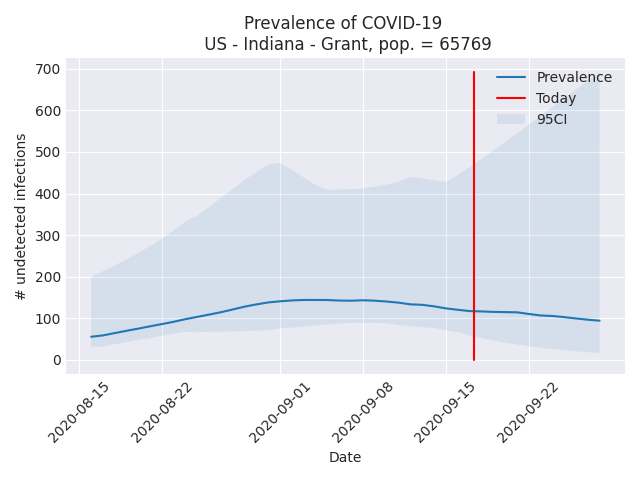 Prevalence of COVID-19
US - Indiana - Grant, pop. = 65769
700
600
500
400
300
200
100
0
# undetected infections
Prevalence
Today
95CI
2020-08-15
2020-08-22
2020-09-01
2020-09-08
2020-09-15
2020-09-22
Date